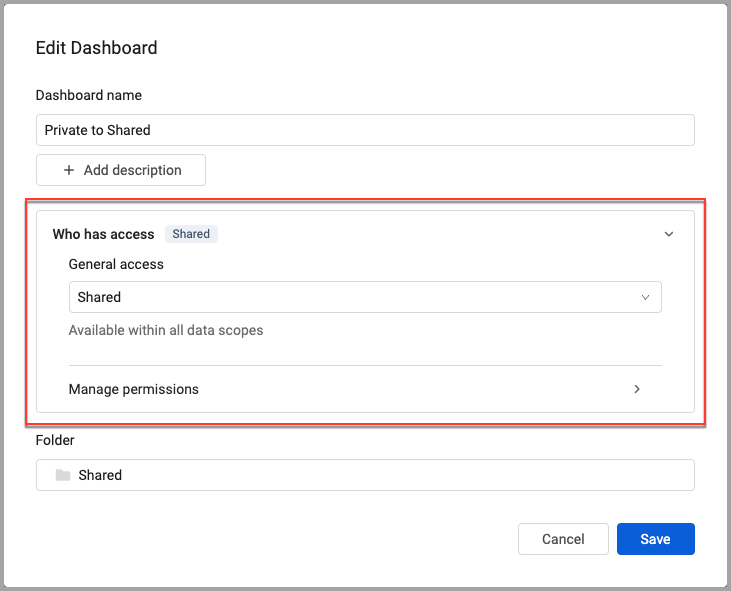 Edit Dashboard
Dashboard name
Private to Shared
+ Add description
Who has access Shared
General access
Shared
Available within all data scopes
Manage permissions
Folder
Shared
Cancel Save